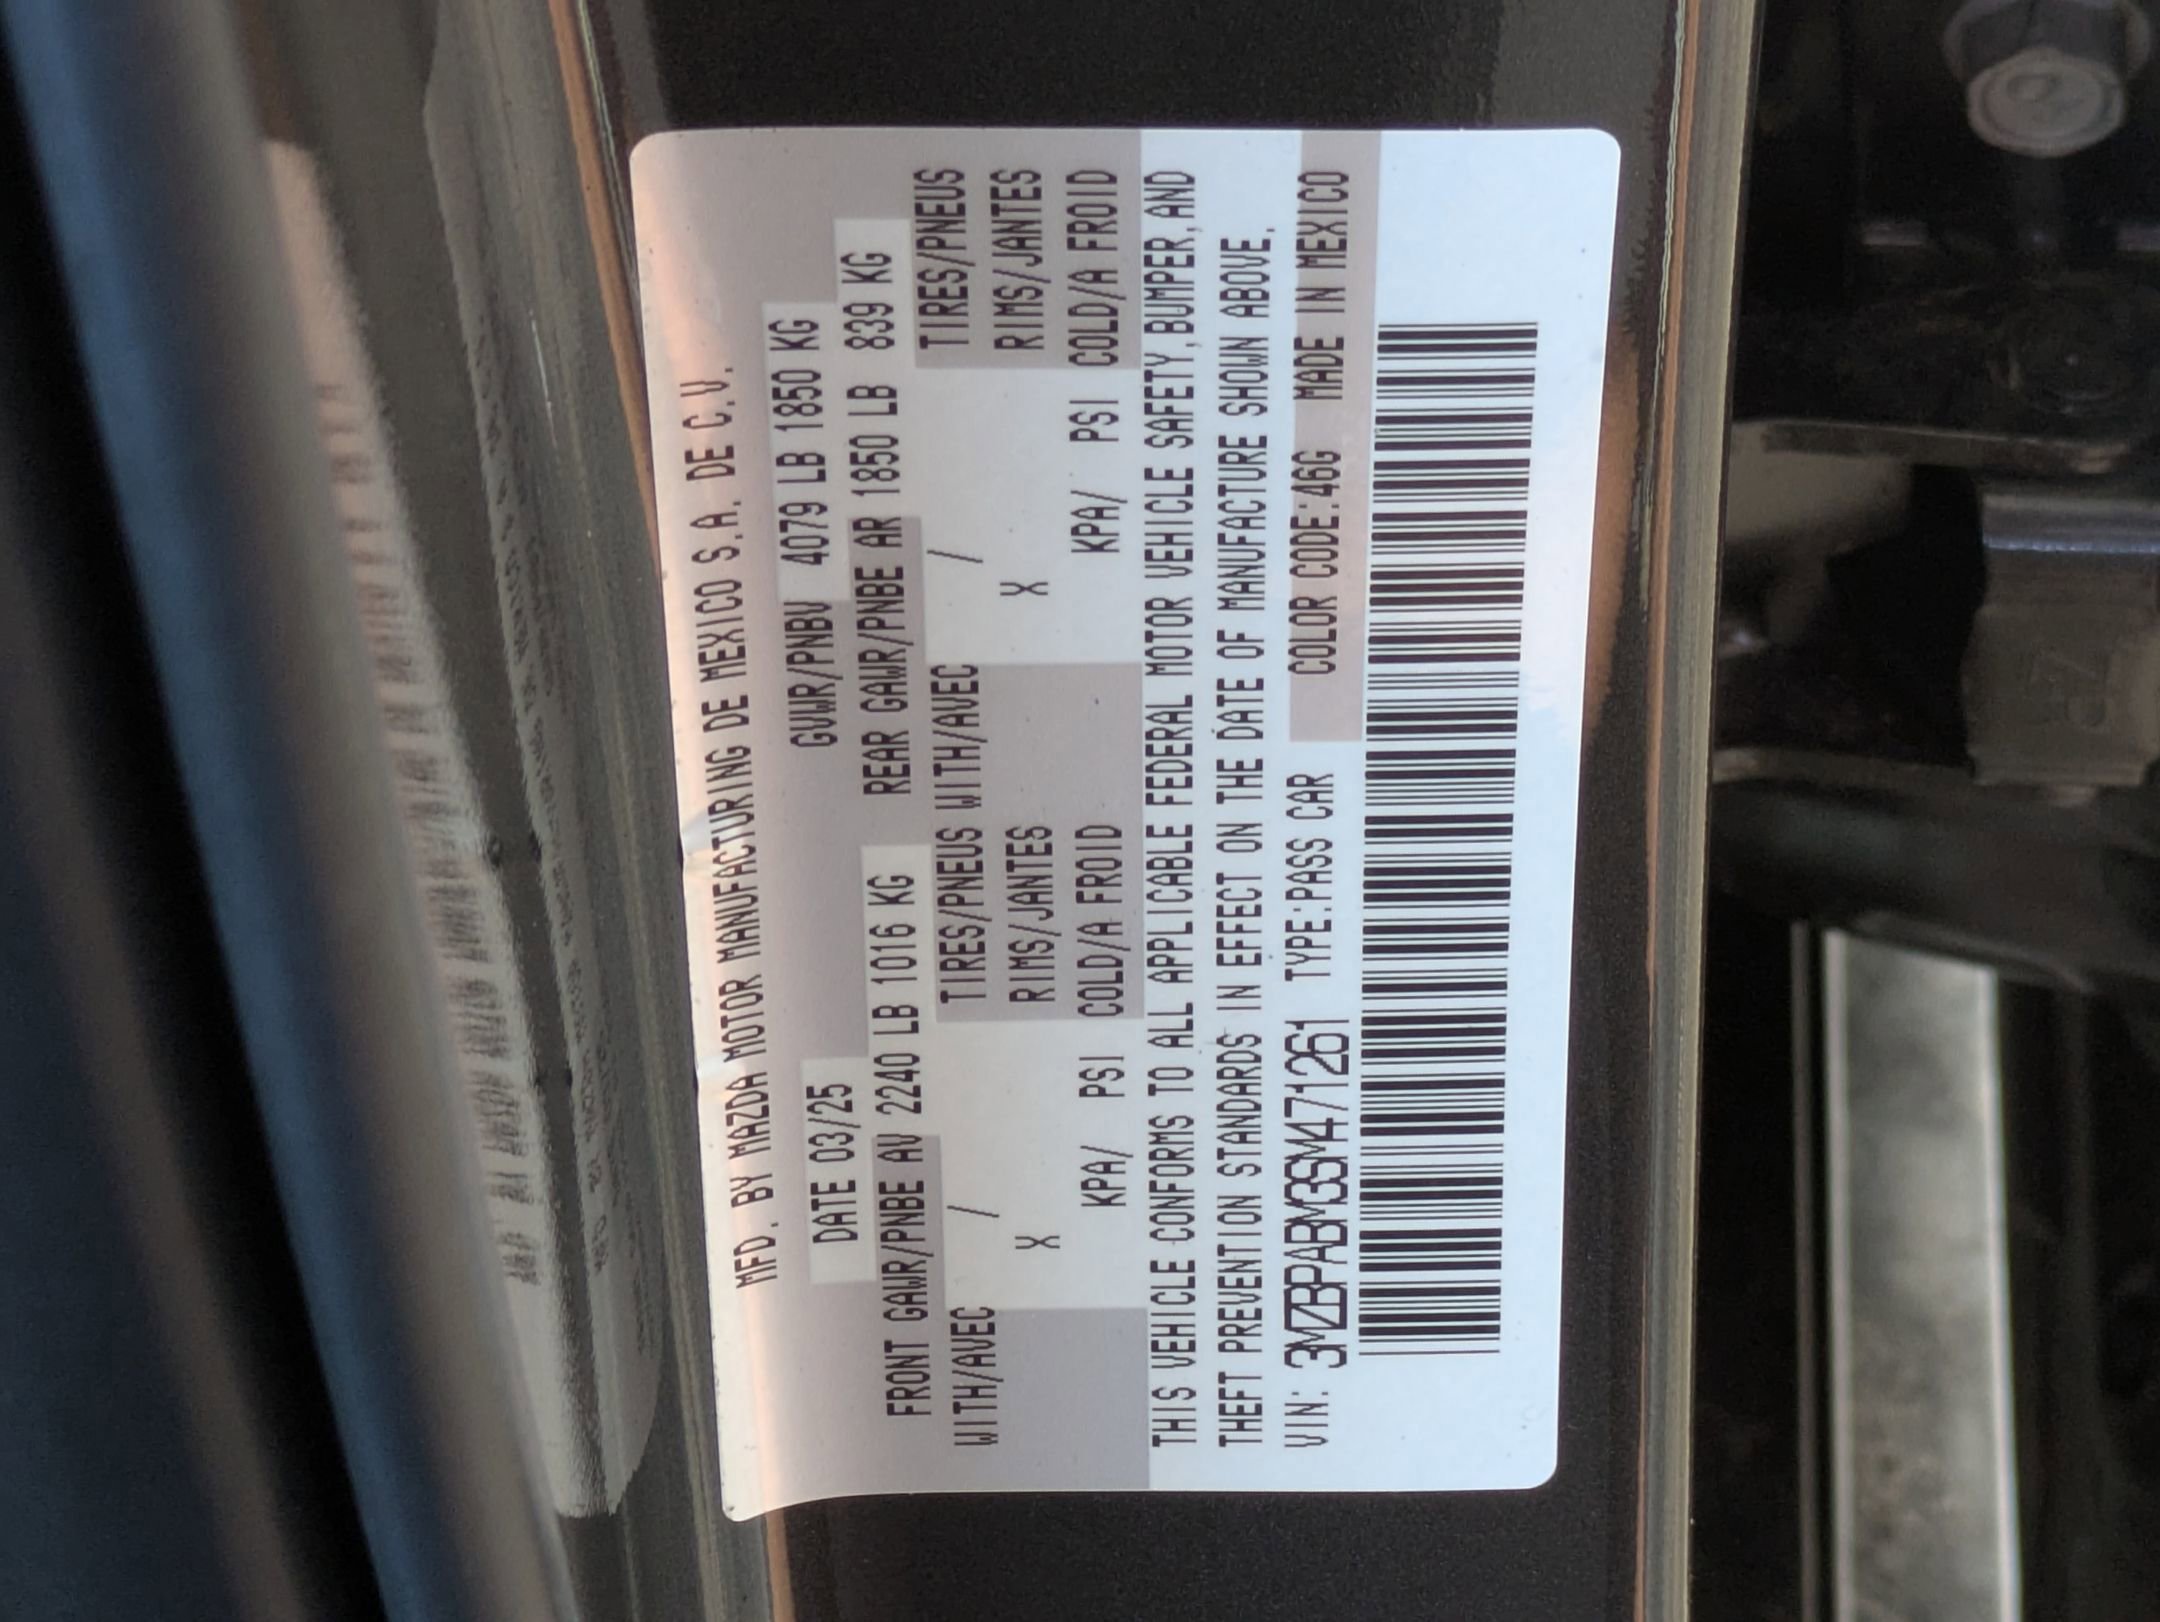 MFD. BY MAZDA MOTOR MANUFACTURING DE MEXICO S.A. DE C.V.
DATE 03/25 GVWR/PNBV 4079 LB 1850 KG
FRONT GAWR/PNBE AV 2240 LB 1016 KG REAR GAWR/PNBE AR 1850 LB 839 KG
WITH/AVEC / TIRES/PNEUS WITH/AVEC / TIRES/PNEUS
X RIMS/JANTES X RIMS/JANTES
KPA/ PSI COLD/A FROID KPA/ PSI COLD/A FROID
THIS VEHICLE CONFORMS TO ALL APPLICABLE FEDERAL MOTOR VEHICLE SAFETY,BUMPER,AND
THEFT PREVENTION STANDARDS IN EFFECT ON THE DATE OF MANUFACTURE SHOWN ABOVE.
VIN: 3MZBPABM3SM471261 TYPE:PASS CAR COLOR CODE:46G MADE IN MEXICO